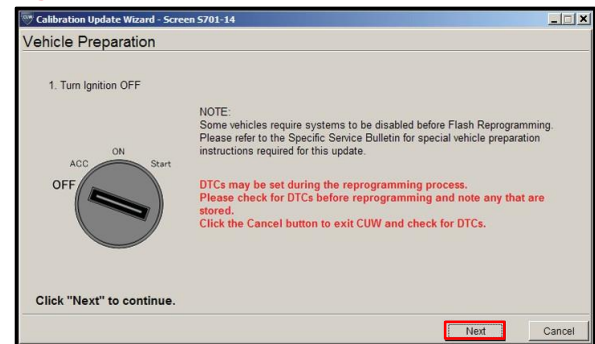 CUW Calibration Update Wizard - Screen S701-14
Vehicle Preparation
1. Turn Ignition OFF
NOTE:
Some vehicles require systems to be disabled before Flash Reprogramming.
Please refer to the Specific Service Bulletin for special vehicle preparation
instructions required for this update.
ON
ACC
Start
OFF
DTCs may be set during the reprogramming process.
Please check for DTCs before reprogramming and note any that are
stored.
Click the Cancel button to exit CUW and check for DTCs.
Click "Next" to continue.
Next
Cancel